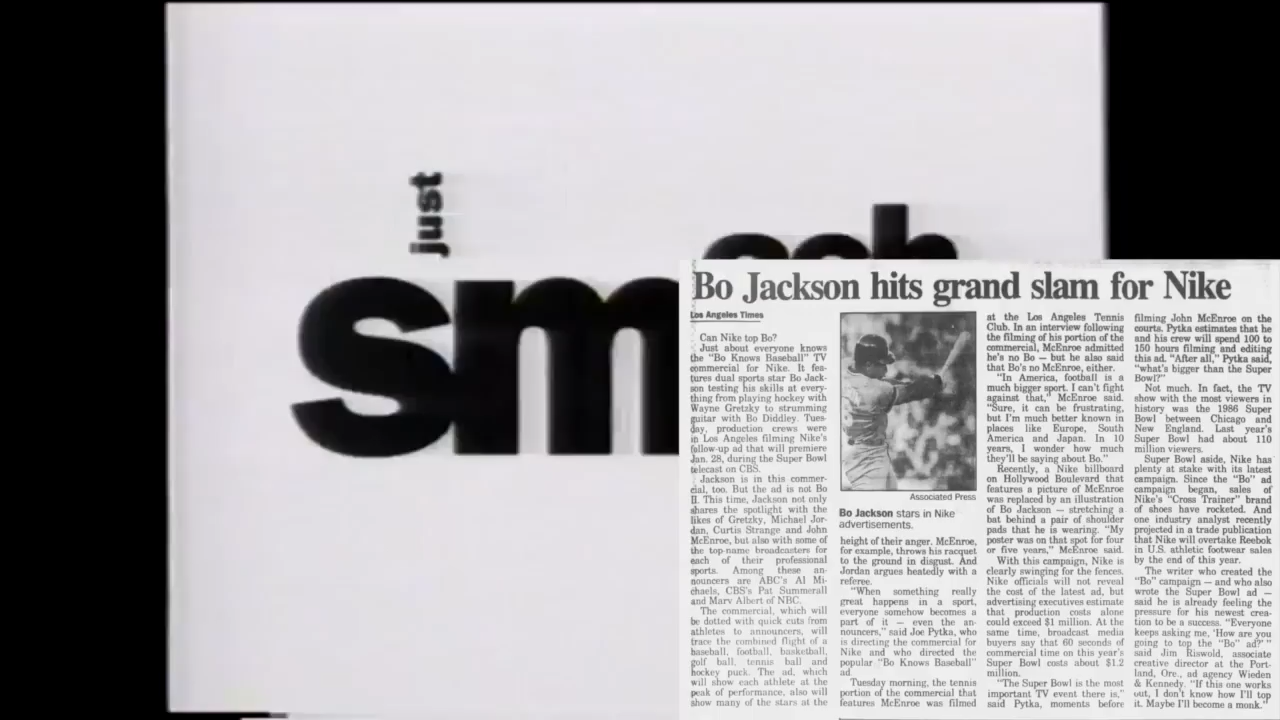 just
sm
Bo Jackson hits grand slam for Nike
Los Angeles Times
Can Nike top Bo?
Just about everyone knows
the "Bo Knows Baseball" TV
commercial for Nike. It fea-
tures dual sports star Bo Jack-
son testing his skills at every-
thing from playing hockey with
Wayne Gretzky to strumming
guitar with Bo Diddley. Tues-
day, production crews were
in Los Angeles filming Nike's
follow-up ad that will premiere
Jan. 28, during the Super Bowl
telecast on CBS.
Jackson is in this commer-
cial, too. But the ad is not Bo
II. This time, Jackson not only
shares the spotlight with the
likes of Gretzky, Michael Jor-
dan, Curtis Strange and John
McEnroe, but also with some of
the top-name broadcasters for
each of their professional
sports. Among these an-
nouncers are ABC's Al Mi-
chaels, CBS's Pat Summerall
and Marv Albert of NBC.
The commercial, which will
be dotted with quick cuts from
athletes to announcers, will
trace the combined flight of a
baseball, football, basketball,
golf ball, tennis ball and
hockey puck. The ad, which
will show each athlete at the
peak of performance, also will
show many of the stars at the
Associated Press
Bo Jackson stars in Nike
advertisements.
height of their anger. McEnroe,
for example, throws his racquet
to the ground in disgust. And
Jordan argues heatedly with a
referee.
"When something really
great happens in a sport,
everyone somehow becomes a
part of it — even the an-
nouncers," said Joe Pytka, who
is directing the commercial for
Nike and who directed the
popular "Bo Knows Baseball"
ad.
Tuesday morning, the tennis
portion of the commercial that
features McEnroe was filmed
at the Los Angeles Tennis
Club. In an interview following
the filming of his portion of the
commercial, McEnroe admitted
he's no Bo — but he also said
that Bo's no McEnroe, either.
"In America, football is a
much bigger sport. I can't fight
against that," McEnroe said.
"Sure, it can be frustrating,
but I'm much better known in
places like Europe, South
America and Japan. In 10
years, I wonder how much
they'll be saying about Bo."
Recently, a Nike billboard
on Hollywood Boulevard that
features a picture of McEnroe
was replaced by an illustration
of Bo Jackson — stretching a
bat behind a pair of shoulder
pads that he is wearing. "My
poster was on that spot for four
or five years," McEnroe said.
With this campaign, Nike is
clearly swinging for the fences.
Nike officials will not reveal
the cost of the latest ad, but
advertising executives estimate
that production costs alone
could exceed $1 million. At the
same time, broadcast media
buyers say that 60 seconds of
commercial time on this year's
Super Bowl costs about $1.2
million.
"The Super Bowl is the most
important TV event there is,"
said Pytka, moments before
filming John McEnroe on the
courts. Pytka estimates that he
and his crew will spend 100 to
150 hours filming and editing
this ad. "After all," Pytka said,
"what's bigger than the Super
Bowl?"
Not much. In fact, the TV
show with the most viewers in
history was the 1986 Super
Bowl between Chicago and
New England. Last year's
Super Bowl had about 110
million viewers.
Super Bowl aside, Nike has
plenty at stake with its latest
campaign. Since the "Bo" ad
campaign began, sales of
Nike's "Cross Trainer" brand
of shoes have rocketed. And
one industry analyst recently
projected in a trade publication
that Nike will overtake Reebok
in U.S. athletic footwear sales
by the end of this year.
The writer who created the
"Bo" campaign — and who also
wrote the Super Bowl ad —
said he is already feeling the
pressure for his newest crea-
tion to be a success. "Everyone
keeps asking me, 'How are you
going to top the "Bo" ad?' "
said Jim Riswold, associate
creative director at the Port-
land, Ore., ad agency Wieden
& Kennedy. "If this one works
out, I don't know how I'll top
it. Maybe I'll become a monk."